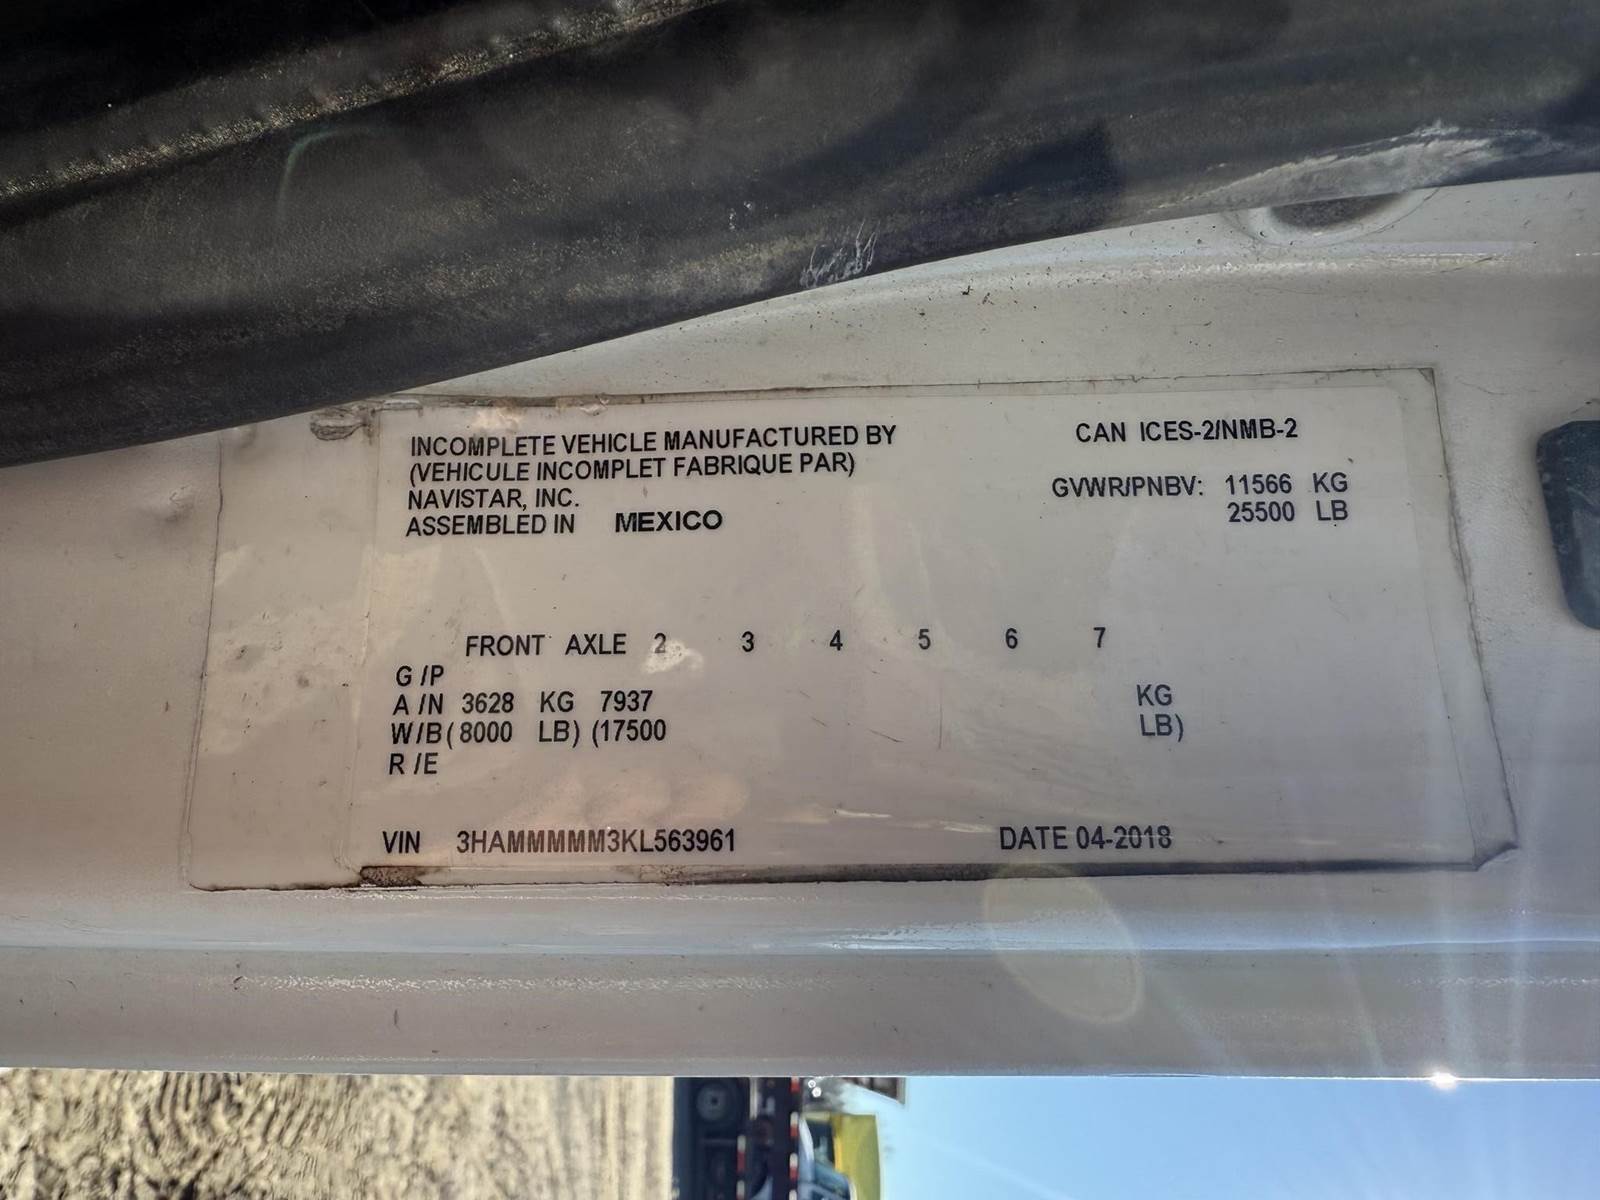 INCOMPLETE VEHICLE MANUFACTURED BY
(VEHICULE INCOMPLET FABRIQUE PAR)
NAVISTAR, INC.
ASSEMBLED IN MEXICO
CAN ICES-2/NMB-2
GVWR/PNBV: 11566 KG
25500 LB
FRONT AXLE 2 3 4 5 6 7
G /P
A /N 3628 KG 7937 KG
W/B ( 8000 LB) (17500 LB)
R /E
VIN 3HAMMMMM3KL563961 DATE 04-2018